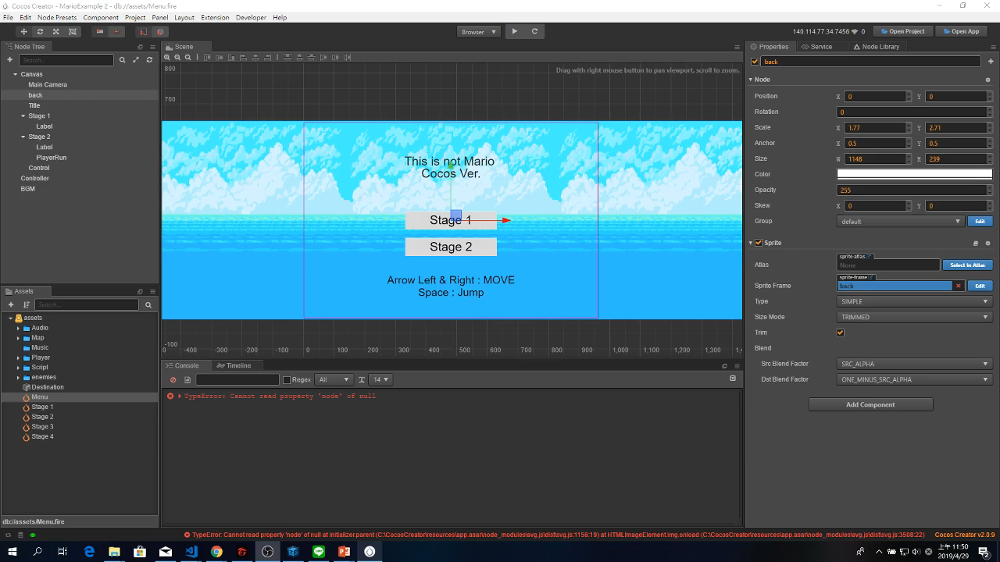 Cocos Creator - MarioExample 2 - db://assets/Menu.fire
File Edit Node Component Project Panel Layout Extension Developer Help
Browser
140.114.77.34:7456 0 Open Project Open App
Node Tree
Search...
Canvas
Main Camera
back
Title
Stage 1
Label
Stage 2
Label
PlayerRun
Control
Controller
BGM
Assets
Search...
assets
Audio
Map
Music
Player
Script
enemies
Destination
Menu
Stage 1
Stage 2
Stage 3
Stage 4
db://assets/Menu.fire
Scene
Drag with right mouse button to pan viewport, scroll to zoom.
800
700
This is not Mario
Cocos Ver.
Stage 1
Stage 2
Arrow Left & Right : MOVE
Space : Jump
-100
-400 -300 -200 -100 0 100 200 300 400 500 600 700 800 900 1,000 1,100 1,200 1,300
Console Timeline
Regex All 14
TypeError: Cannot read property 'node' of null
Properties Service Node Library
back
Node
Position X 0 Y 0
Rotation 0
Scale X 1.77 Y 2.71
Anchor X 0.5 Y 0.5
Size W 1148 H 239
Color
Opacity 255
Skew X 0 Y 0
Group default Edit
Sprite
sprite-atlas
Atlas None Select In Atlas
sprite-frame
Sprite Frame back Edit
Type SIMPLE
Size Mode TRIMMED
Trim
Blend
Src Blend Factor SRC_ALPHA
Dst Blend Factor ONE_MINUS_SRC_ALPHA
Add Component
TypeError: Cannot read property 'node' of null at initializer.parent (C:\CocosCreator\resources\app.asar\node_modules\svg.js\dist\svg.js:1156:19) at HTMLImageElement.img.onload (C:\CocosCreator\resources\app.asar\node_modules\svg.js\dist\svg.js:3508:22)
Cocos Creator v2.0.9
上午 11:50
2019/4/29